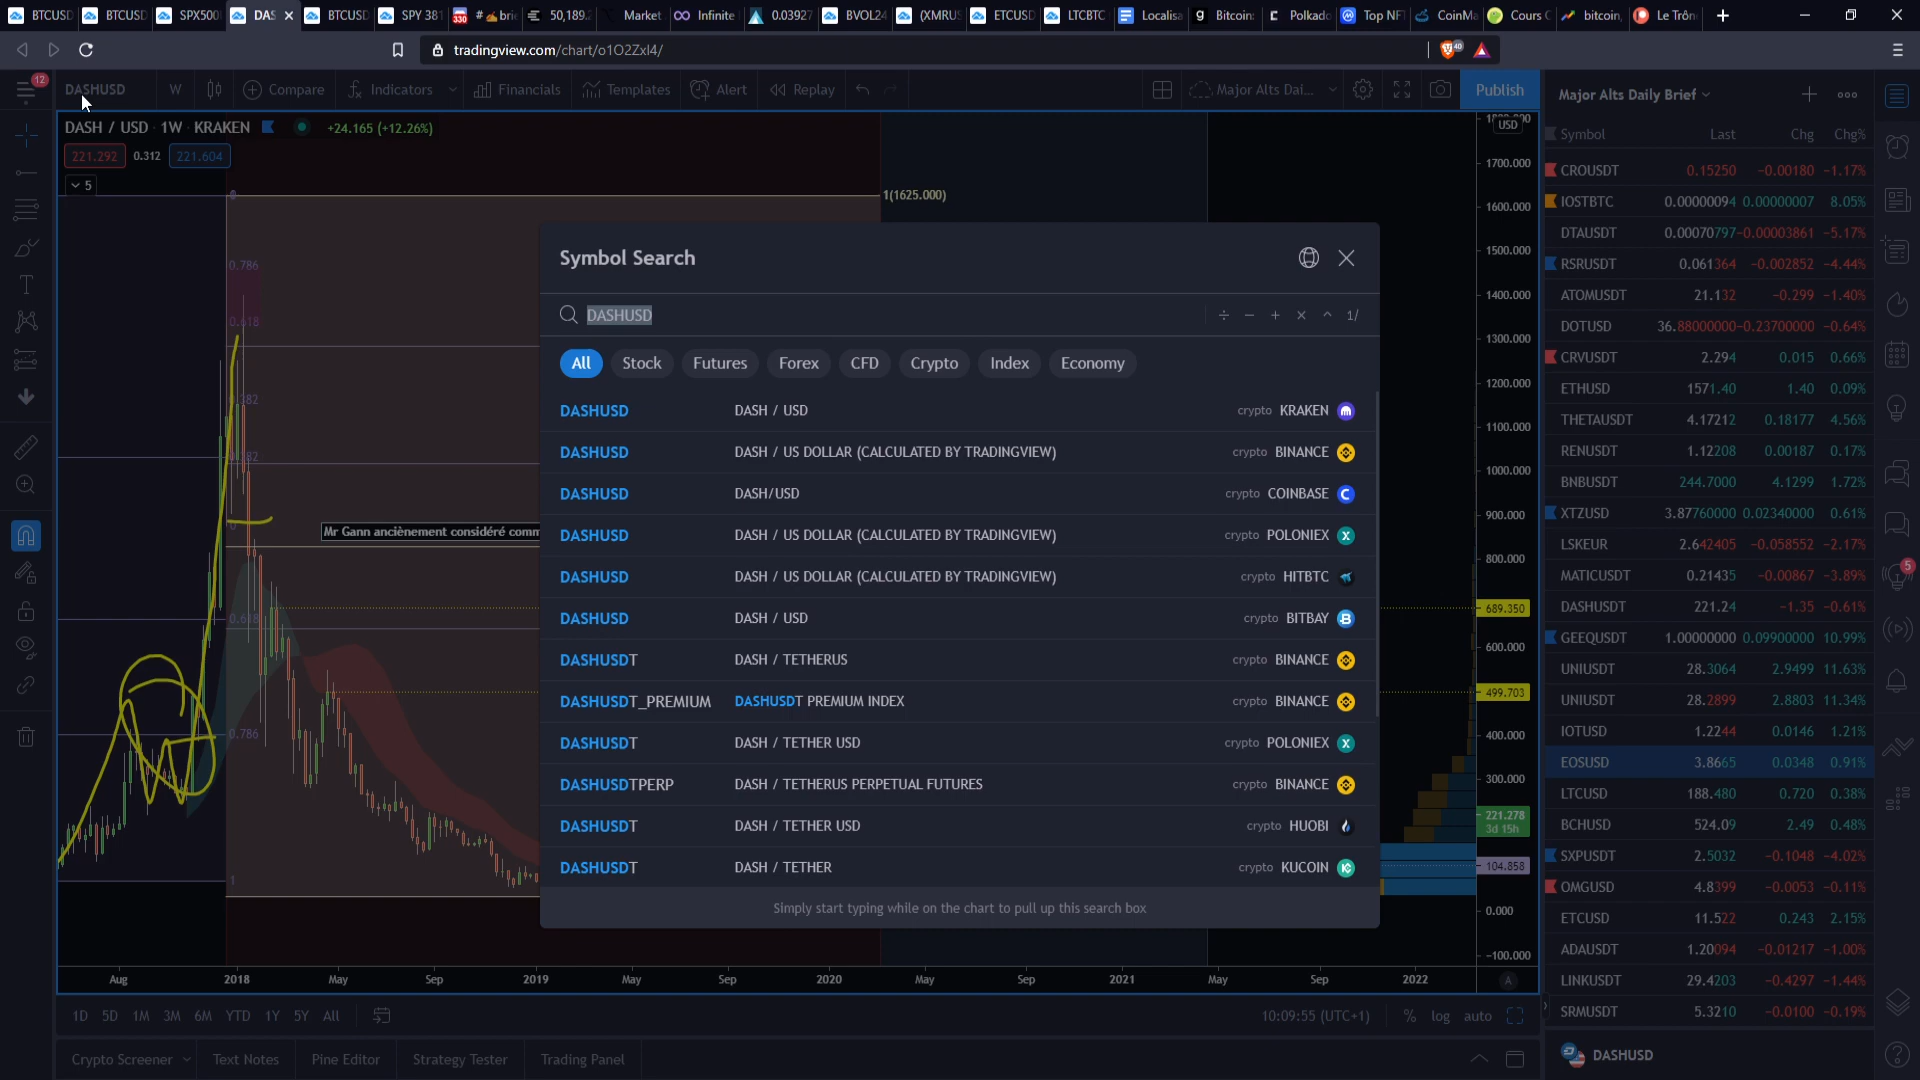 BTCUSD
BTCUSD
SPX500
DAS
BTCUSD
SPY 381
50,189.
Market
Infinite
0.03927
BVOL24
(XMRUS
ETCUSD
LTCBTC
Localisa
Bitcoin:
Polkado
Top NF
CoinMa
Cours C
bitcoin,
Le Trôn
tradingview.com/chart/o1O2Zxl4/
12
DASHUSD
W
Compare
Indicators
Financials
Templates
Alert
Replay
Major Alts Dai...
Publish
DASH / USD · 1W · KRAKEN
+24.165 (+12.26%)
221.292 0.312 221.604
5
1(1625.000)
0.786
0.618
0.382
0.618
0.786
1
Mr Gann anciènement considéré comm
Symbol Search
DASHUSD
÷ − + × ^ 1/
All Stock Futures Forex CFD Crypto Index Economy
DASHUSD DASH / USD crypto KRAKEN
DASHUSD DASH / US DOLLAR (CALCULATED BY TRADINGVIEW) crypto BINANCE
DASHUSD DASH/USD crypto COINBASE
DASHUSD DASH / US DOLLAR (CALCULATED BY TRADINGVIEW) crypto POLONIEX
DASHUSD DASH / US DOLLAR (CALCULATED BY TRADINGVIEW) crypto HITBTC
DASHUSD DASH / USD crypto BITBAY
DASHUSDT DASH / TETHERUS crypto BINANCE
DASHUSDT_PREMIUM DASHUSDT PREMIUM INDEX crypto BINANCE
DASHUSDT DASH / TETHER USD crypto POLONIEX
DASHUSDTPERP DASH / TETHERUS PERPETUAL FUTURES crypto BINANCE
DASHUSDT DASH / TETHER USD crypto HUOBI
DASHUSDT DASH / TETHER crypto KUCOIN
Simply start typing while on the chart to pull up this search box
USD
1700.000
1600.000
1500.000
1400.000
1300.000
1200.000
1100.000
1000.000
900.000
800.000
689.350
600.000
499.703
400.000
300.000
221.278
3d 15h
104.858
0.000
-100.000
Aug 2018 May Sep 2019 May Sep 2020 May Sep 2021 May Sep 2022
A
1D 5D 1M 3M 6M YTD 1Y 5Y All
10:09:55 (UTC+1) % log auto
Crypto Screener Text Notes Pine Editor Strategy Tester Trading Panel
Major Alts Daily Brief
Symbol Last Chg Chg%
CROUSDT 0.15250 -0.00180 -1.17%
IOSTBTC 0.00000094 0.00000007 8.05%
DTAUSDT 0.00070797 -0.00003861 -5.17%
RSRUSDT 0.061364 -0.002852 -4.44%
ATOMUSDT 21.132 -0.299 -1.40%
DOTUSD 36.88000000 -0.23700000 -0.64%
CRVUSDT 2.294 0.015 0.66%
ETHUSD 1571.40 1.40 0.09%
THETAUSDT 4.17212 0.18177 4.56%
RENUSDT 1.12208 0.00187 0.17%
BNBUSDT 244.7000 4.1299 1.72%
XTZUSD 3.87760000 0.02340000 0.61%
LSKEUR 2.642405 -0.058552 -2.17%
MATICUSDT 0.21435 -0.00867 -3.89%
DASHUSDT 221.24 -1.35 -0.61%
GEEQUSDT 1.00000000 0.09900000 10.99%
UNIUSDT 28.3064 2.9499 11.63%
UNIUSDT 28.2899 2.8803 11.34%
IOTUSD 1.2244 0.0146 1.21%
EOSUSD 3.8665 0.0348 0.91%
LTCUSD 188.480 0.720 0.38%
BCHUSD 524.09 2.49 0.48%
SXPUSDT 2.5032 -0.1048 -4.02%
OMGUSD 4.8399 -0.0053 -0.11%
ETCUSD 11.522 0.243 2.15%
ADAUSDT 1.20094 -0.01217 -1.00%
LINKUSDT 29.4203 -0.4297 -1.44%
SRMUSDT 5.3210 -0.0100 -0.19%
DASHUSD
5